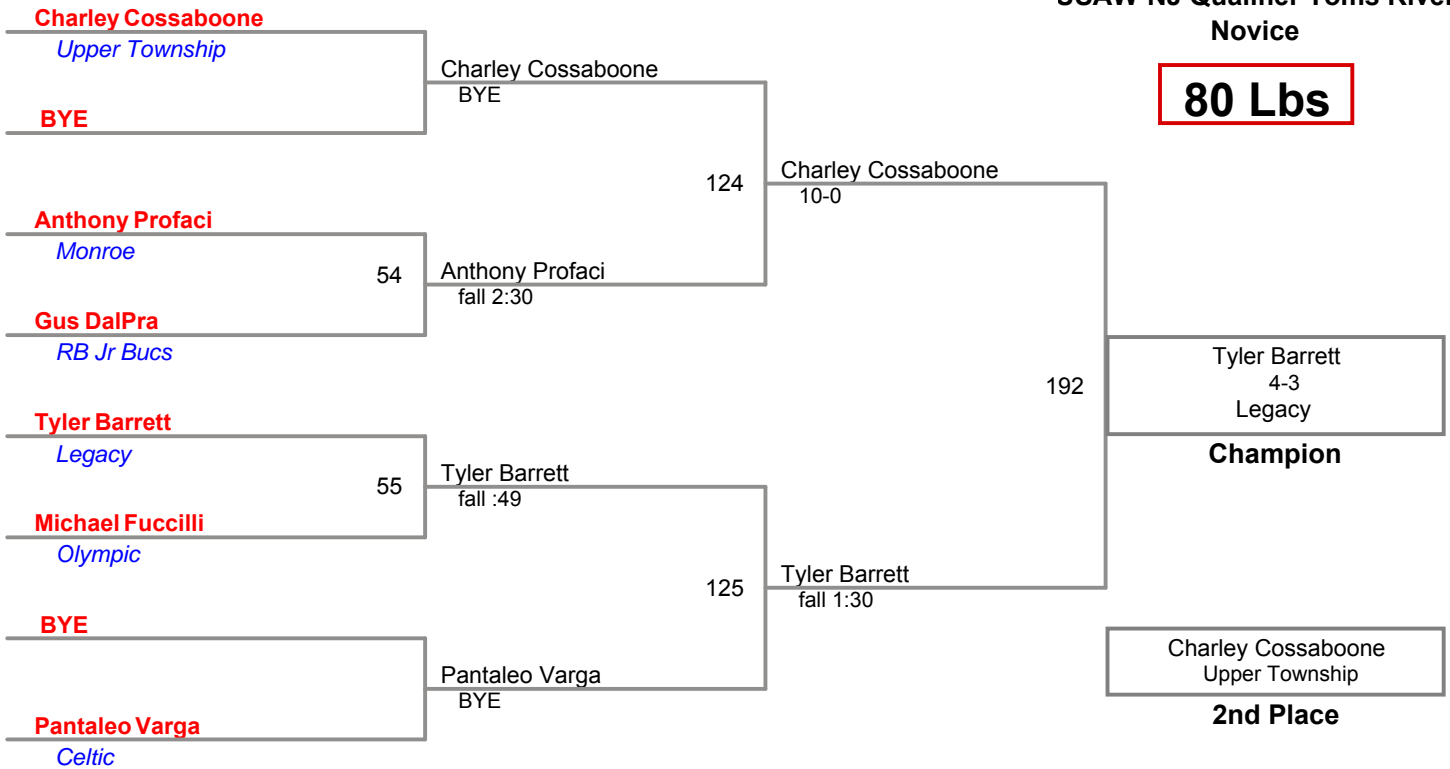 Novice
80 Lbs
Charley Cossaboone
Upper Township
BYE
Anthony Profaci
Monroe
Gus DalPra
RB Jr Bucs
Tyler Barrett
Legacy
Michael Fuccilli
Olympic
BYE
Pantaleo Varga
Celtic
54
55
Charley Cossaboone
BYE
Anthony Profaci
fall 2:30
Tyler Barrett
fall :49
Pantaleo Varga
BYE
124
125
Charley Cossaboone
10-0
Tyler Barrett
fall 1:30
192
Tyler Barrett
4-3
Legacy
Champion
Charley Cossaboone
Upper Township
2nd Place